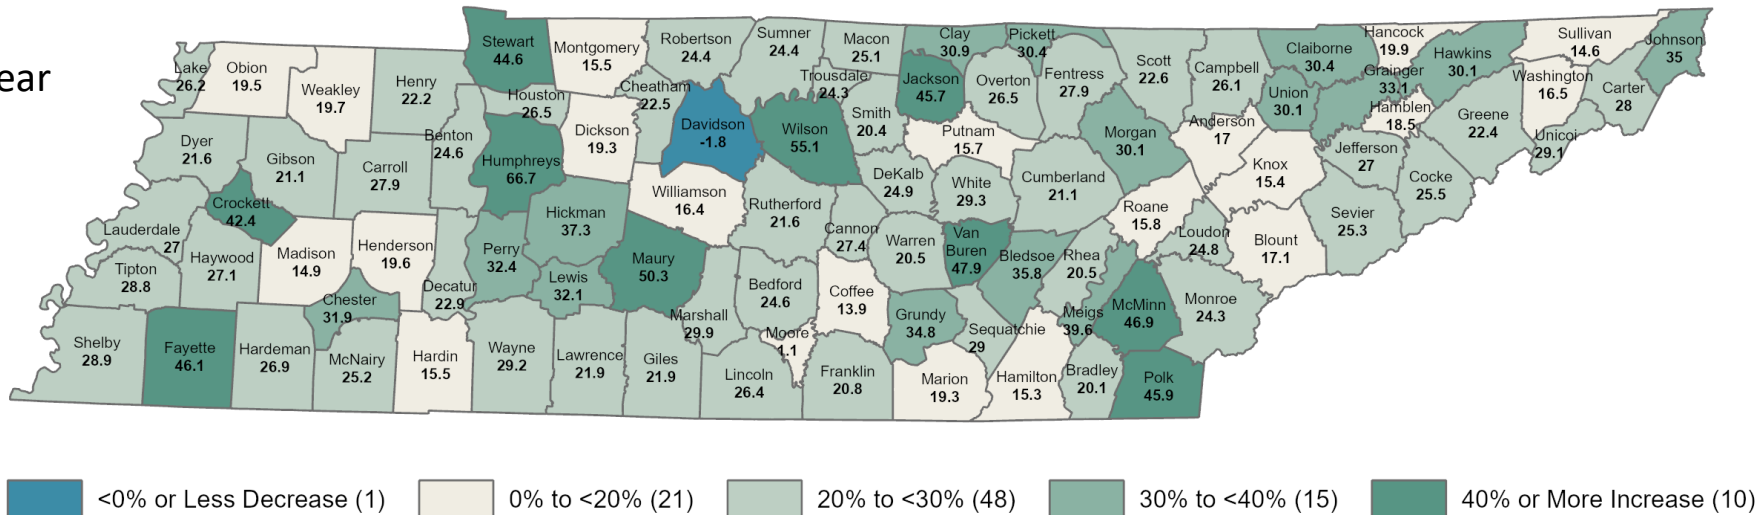 ear
Stewart
44.6
Montgomery
15.5
Robertson
24.4
Sumner
24.4
Macon
25.1
Clay
30.9
Pickett
30.4
Scott
22.6
Campbell
26.1
Claiborne
30.4
Hancock
19.9
Hawkins
30.1
Sullivan
14.6
Johnson
35
Lake
26.2
Obion
19.5
Weakley
19.7
Henry
22.2
Houston
26.5
Cheatham
22.5
Trousdale
24.3
Jackson
45.7
Overton
26.5
Fentress
27.9
Union
30.1
Grainger
33.1
Hamblen
18.5
Washington
16.5
Carter
28
Greene
22.4
Unicoi
29.1
Dyer
21.6
Gibson
21.1
Carroll
27.9
Benton
24.6
Humphreys
66.7
Dickson
19.3
Davidson
-1.8
Wilson
55.1
Smith
20.4
Putnam
15.7
Morgan
30.1
Anderson
17
Knox
15.4
Jefferson
27
Cocke
25.5
Crockett
42.4
Williamson
16.4
Rutherford
21.6
DeKalb
24.9
White
29.3
Cumberland
21.1
Roane
15.8
Loudon
24.8
Blount
17.1
Sevier
25.3
Lauderdale
27
Haywood
27.1
Madison
14.9
Henderson
19.6
Decatur
22.9
Perry
32.4
Hickman
37.3
Lewis
32.1
Maury
50.3
Cannon
27.4
Warren
20.5
Van
Buren
47.9
Bledsoe
35.8
Rhea
20.5
Tipton
28.8
Chester
31.9
Marshall
29.9
Bedford
24.6
Coffee
13.9
Moore
1.1
Grundy
34.8
Sequatchie
29
Meigs
39.6
McMinn
46.9
Monroe
24.3
Shelby
28.9
Fayette
46.1
Hardeman
26.9
McNairy
25.2
Hardin
15.5
Wayne
29.2
Lawrence
21.9
Giles
21.9
Lincoln
26.4
Franklin
20.8
Marion
19.3
Hamilton
15.3
Bradley
20.1
Polk
45.9
<0% or Less Decrease (1)
0% to <20% (21)
20% to <30% (48)
30% to <40% (15)
40% or More Increase (10)